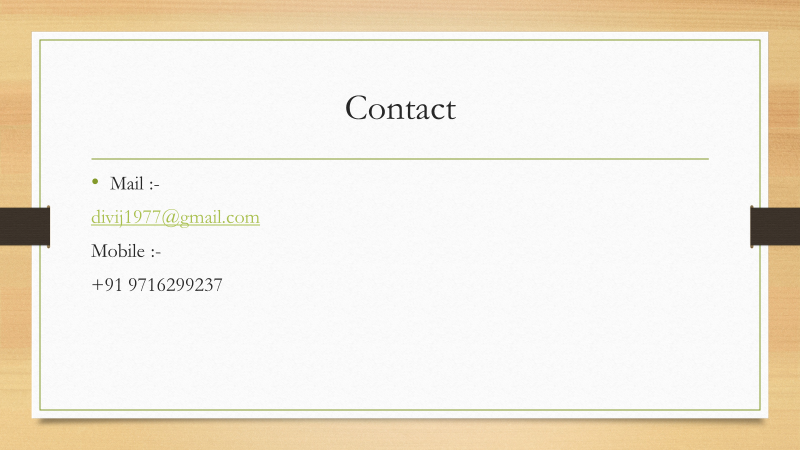 Contact
• Mail :-
divij1977@gmail.com
Mobile :-
+91 9716299237